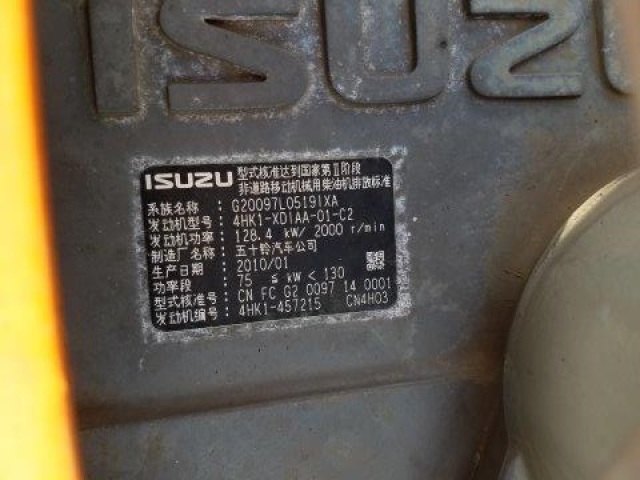 ISUZU
ISUZU 型式核准达到国家第Ⅱ阶段
非道路移动机械用柴油机排放标准
系族名称: G20097L0519IXA
发动机型号: 4HK1-XDIAA-01-C2
发动机功率: 128.4 kW/ 2000 r/min
制造厂名称: 五十铃汽车公司
生产日期: 2010/01
功率段: 75 ≤ kW < 130
型式核准号: CN FC G2 0097 14 0001
发动机编号: 4HK1-457215 CN4H03